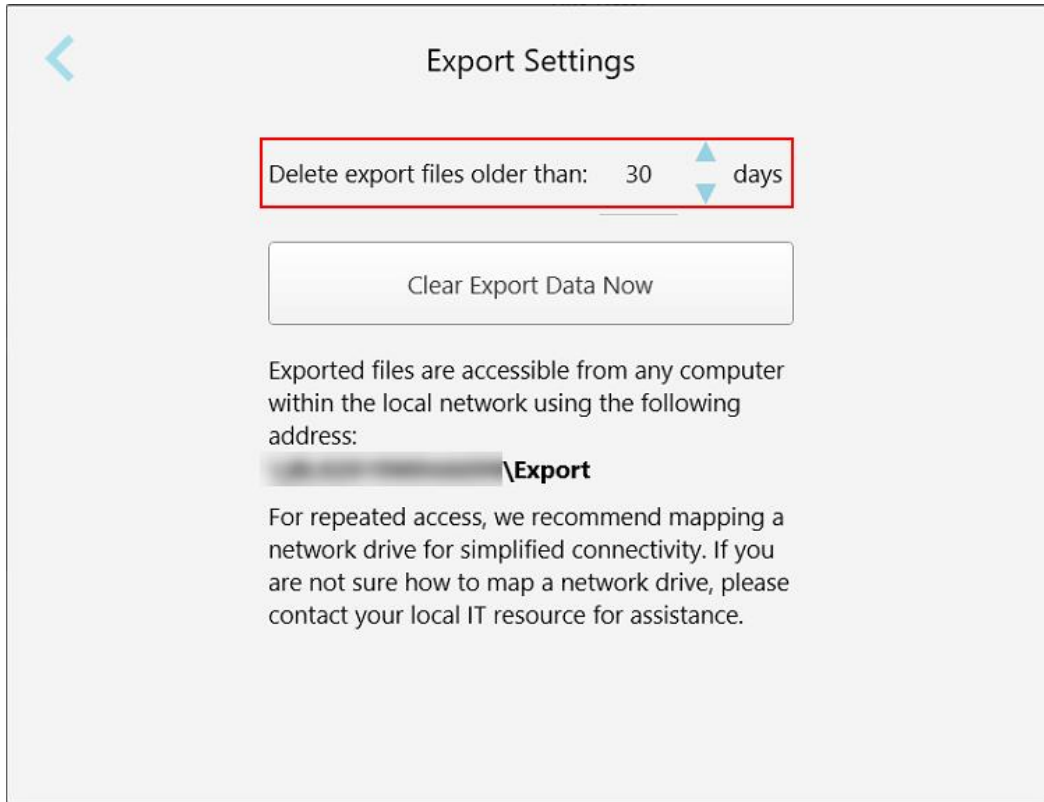 Export Settings
Delete export files older than: 30 days
Clear Export Data Now
Exported files are accessible from any computer
within the local network using the following
address:
\Export
For repeated access, we recommend mapping a
network drive for simplified connectivity. If you
are not sure how to map a network drive, please
contact your local IT resource for assistance.